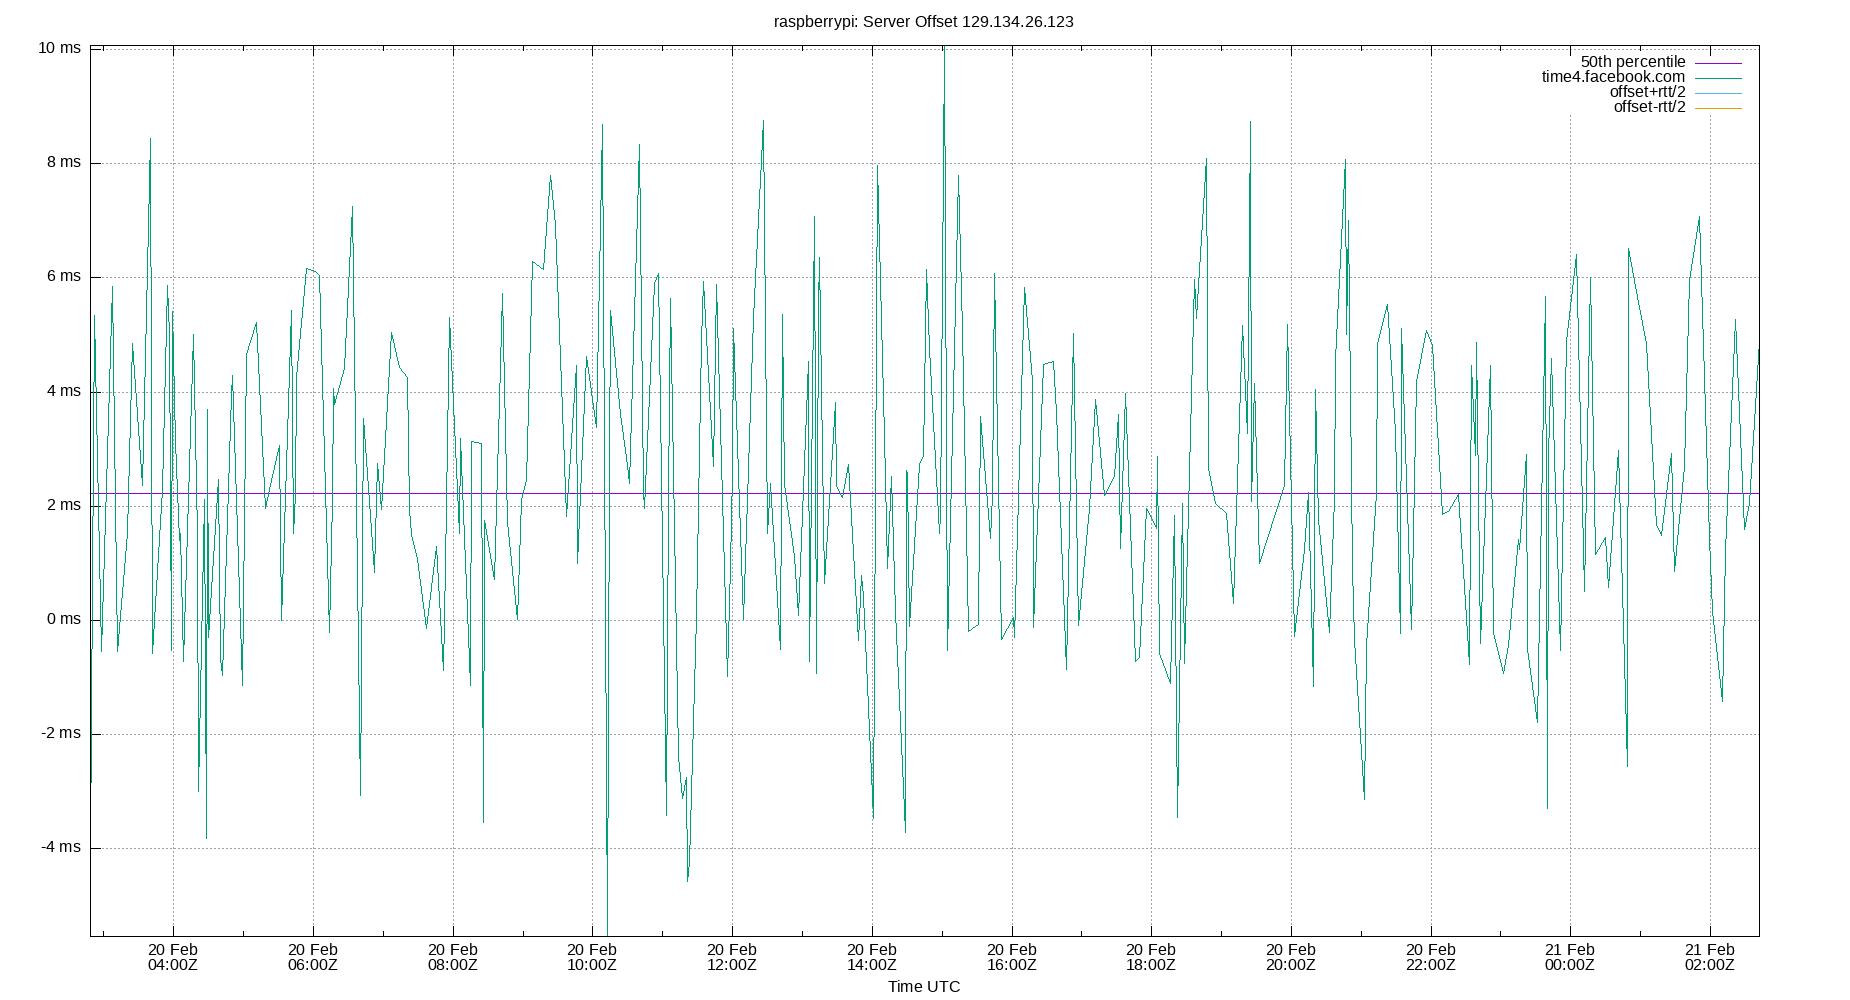 raspberrypi: Server Offset 129.134.26.123
10 ms
8 ms
6 ms
4 ms
2 ms
0 ms
-2 ms
-4 ms
50th percentile
time4.facebook.com
offset+rtt/2
offset-rtt/2
20 Feb 20 Feb 20 Feb 20 Feb 20 Feb 20 Feb 20 Feb 20 Feb 20 Feb 20 Feb 21 Feb 21 Feb
04:00Z 06:00Z 08:00Z 10:00Z 12:00Z 14:00Z 16:00Z 18:00Z 20:00Z 22:00Z 00:00Z 02:00Z
Time UTC